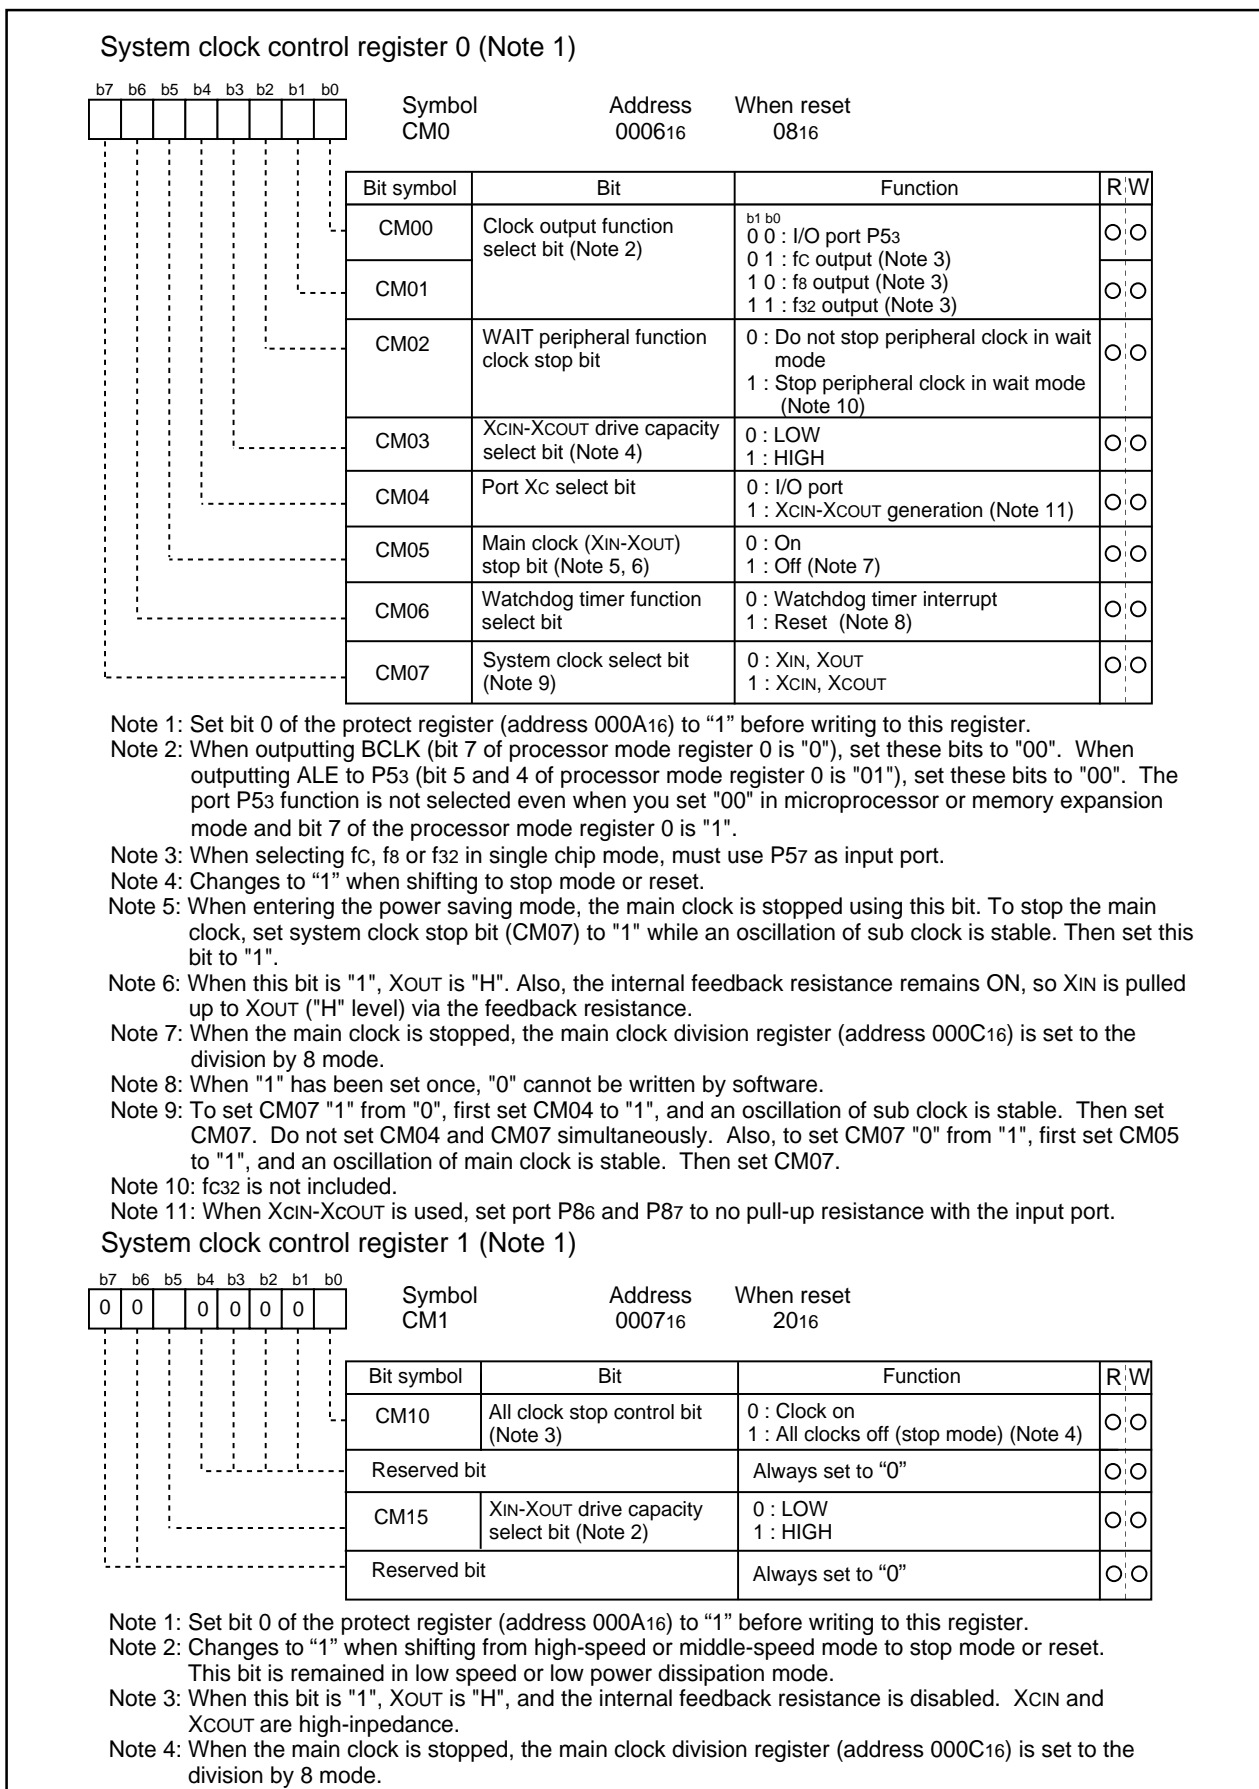 System clock control register 0 (Note 1)
b7 b6 b5 b4 b3 b2 b1 b0
Symbol Address When reset
CM0 000616 0816
Bit symbol Bit Function R W
CM00 Clock output function select bit (Note 2) b1 b0
0 0 : I/O port P53
0 1 : fC output (Note 3)
CM01 1 0 : f8 output (Note 3)
1 1 : f32 output (Note 3)
CM02 WAIT peripheral function clock stop bit 0 : Do not stop peripheral clock in wait mode
1 : Stop peripheral clock in wait mode (Note 10)
CM03 XCIN-XCOUT drive capacity select bit (Note 4) 0 : LOW
1 : HIGH
CM04 Port XC select bit 0 : I/O port
1 : XCIN-XCOUT generation (Note 11)
CM05 Main clock (XIN-XOUT) stop bit (Note 5, 6) 0 : On
1 : Off (Note 7)
CM06 Watchdog timer function select bit 0 : Watchdog timer interrupt
1 : Reset (Note 8)
CM07 System clock select bit (Note 9) 0 : XIN, XOUT
1 : XCIN, XCOUT
Note 1: Set bit 0 of the protect register (address 000A16) to “1” before writing to this register.
Note 2: When outputting BCLK (bit 7 of processor mode register 0 is "0"), set these bits to "00". When
outputting ALE to P53 (bit 5 and 4 of processor mode register 0 is "01"), set these bits to "00". The
port P53 function is not selected even when you set "00" in microprocessor or memory expansion
mode and bit 7 of the processor mode register 0 is "1".
Note 3: When selecting fC, f8 or f32 in single chip mode, must use P57 as input port.
Note 4: Changes to “1” when shifting to stop mode or reset.
Note 5: When entering the power saving mode, the main clock is stopped using this bit. To stop the main
clock, set system clock stop bit (CM07) to "1" while an oscillation of sub clock is stable. Then set this
bit to "1".
Note 6: When this bit is "1", XOUT is "H". Also, the internal feedback resistance remains ON, so XIN is pulled
up to XOUT ("H" level) via the feedback resistance.
Note 7: When the main clock is stopped, the main clock division register (address 000C16) is set to the
division by 8 mode.
Note 8: When "1" has been set once, "0" cannot be written by software.
Note 9: To set CM07 "1" from "0", first set CM04 to "1", and an oscillation of sub clock is stable. Then set
CM07. Do not set CM04 and CM07 simultaneously. Also, to set CM07 "0" from "1", first set CM05
to "1", and an oscillation of main clock is stable. Then set CM07.
Note 10: fc32 is not included.
Note 11: When XCIN-XCOUT is used, set port P86 and P87 to no pull-up resistance with the input port.
System clock control register 1 (Note 1)
b7 b6 b5 b4 b3 b2 b1 b0
0 0 0 0 0 0
Symbol Address When reset
CM1 000716 2016
Bit symbol Bit Function R W
CM10 All clock stop control bit (Note 3) 0 : Clock on
1 : All clocks off (stop mode) (Note 4)
Reserved bit Always set to “0”
CM15 XIN-XOUT drive capacity select bit (Note 2) 0 : LOW
1 : HIGH
Reserved bit Always set to “0”
Note 1: Set bit 0 of the protect register (address 000A16) to “1” before writing to this register.
Note 2: Changes to “1” when shifting from high-speed or middle-speed mode to stop mode or reset.
This bit is remained in low speed or low power dissipation mode.
Note 3: When this bit is "1", XOUT is "H", and the internal feedback resistance is disabled. XCIN and
XCOUT are high-inpedance.
Note 4: When the main clock is stopped, the main clock division register (address 000C16) is set to the
division by 8 mode.